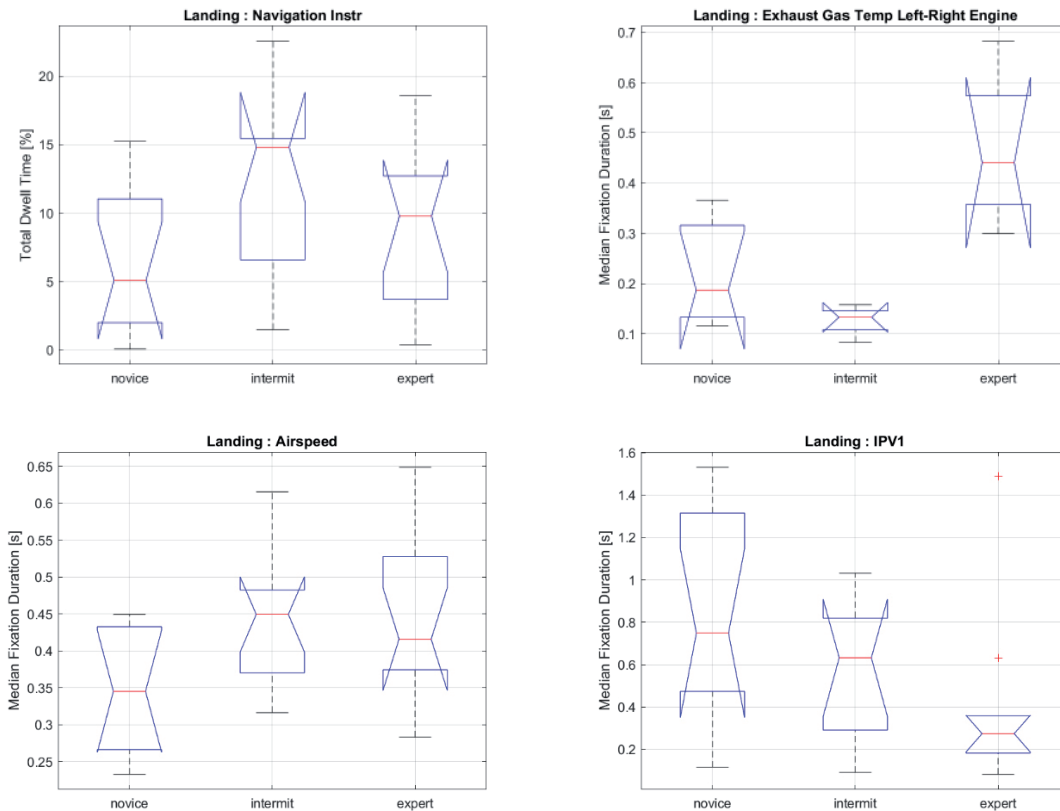 Landing : Navigation Instr
Total Dwell Time [%]
20
15
10
5
0
novice intermit expert
Landing : Exhaust Gas Temp Left-Right Engine
Median Fixation Duration [s]
0.7
0.6
0.5
0.4
0.3
0.2
0.1
novice intermit expert
Landing : Airspeed
Median Fixation Duration [s]
0.65
0.6
0.55
0.5
0.45
0.4
0.35
0.3
0.25
novice intermit expert
Landing : IPV1
Median Fixation Duration [s]
1.6
1.4
1.2
1
0.8
0.6
0.4
0.2
novice intermit expert